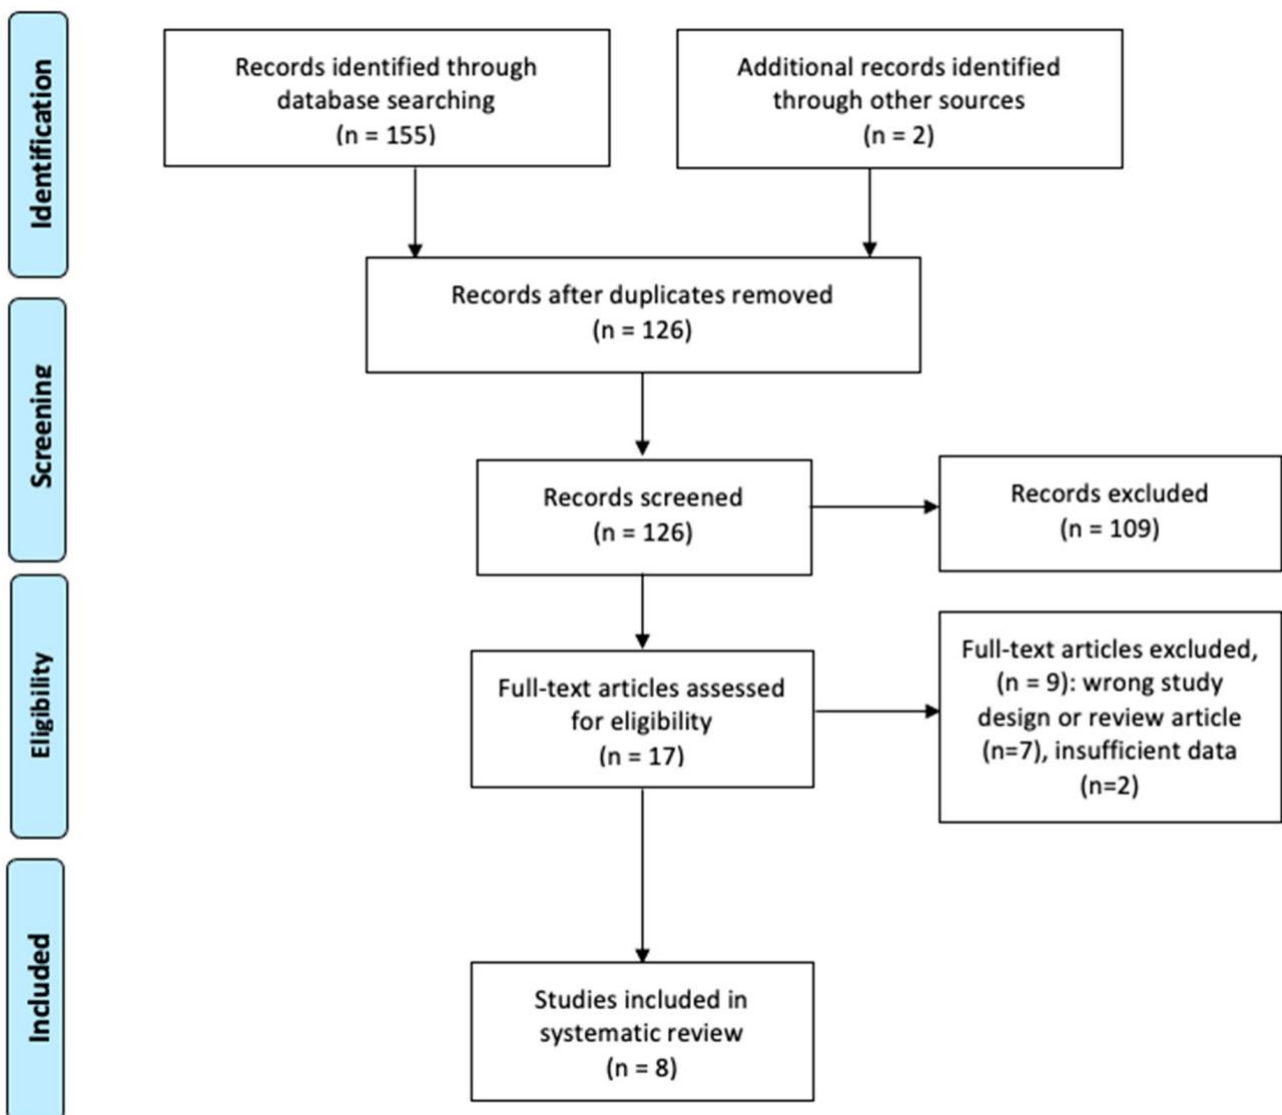 Identification
Records identified through
database searching
(n = 155)
Additional records identified
through other sources
(n = 2)
Records after duplicates removed
(n = 126)
Screening
Records screened
(n = 126)
Records excluded
(n = 109)
Eligibility
Full-text articles assessed
for eligibility
(n = 17)
Full-text articles excluded,
(n = 9): wrong study
design or review article
(n=7), insufficient data
(n=2)
Included
Studies included in
systematic review
(n = 8)